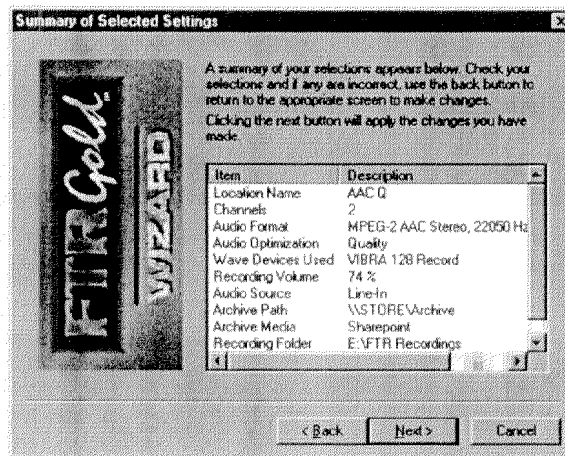 Summary of Selected Settings
FTR Gold
WIZARD
A summary of your selections appears below. Check your
selections and if any are incorrect, use the back button to
return to the appropriate screen to make changes.
Clicking the next button will apply the changes you have
made.
Item Description
Location Name AAC Q
Channels 2
Audio Format MPEG-2 AAC Stereo, 22050 Hz
Audio Optimization Quality
Wave Devices Used VIBRA 128 Record
Recording Volume 74 %
Audio Source Line-In
Archive Path \\STORE\Archive
Archive Media Sharepoint
Recording Folder E:\FTR Recordings
< Back Next > Cancel